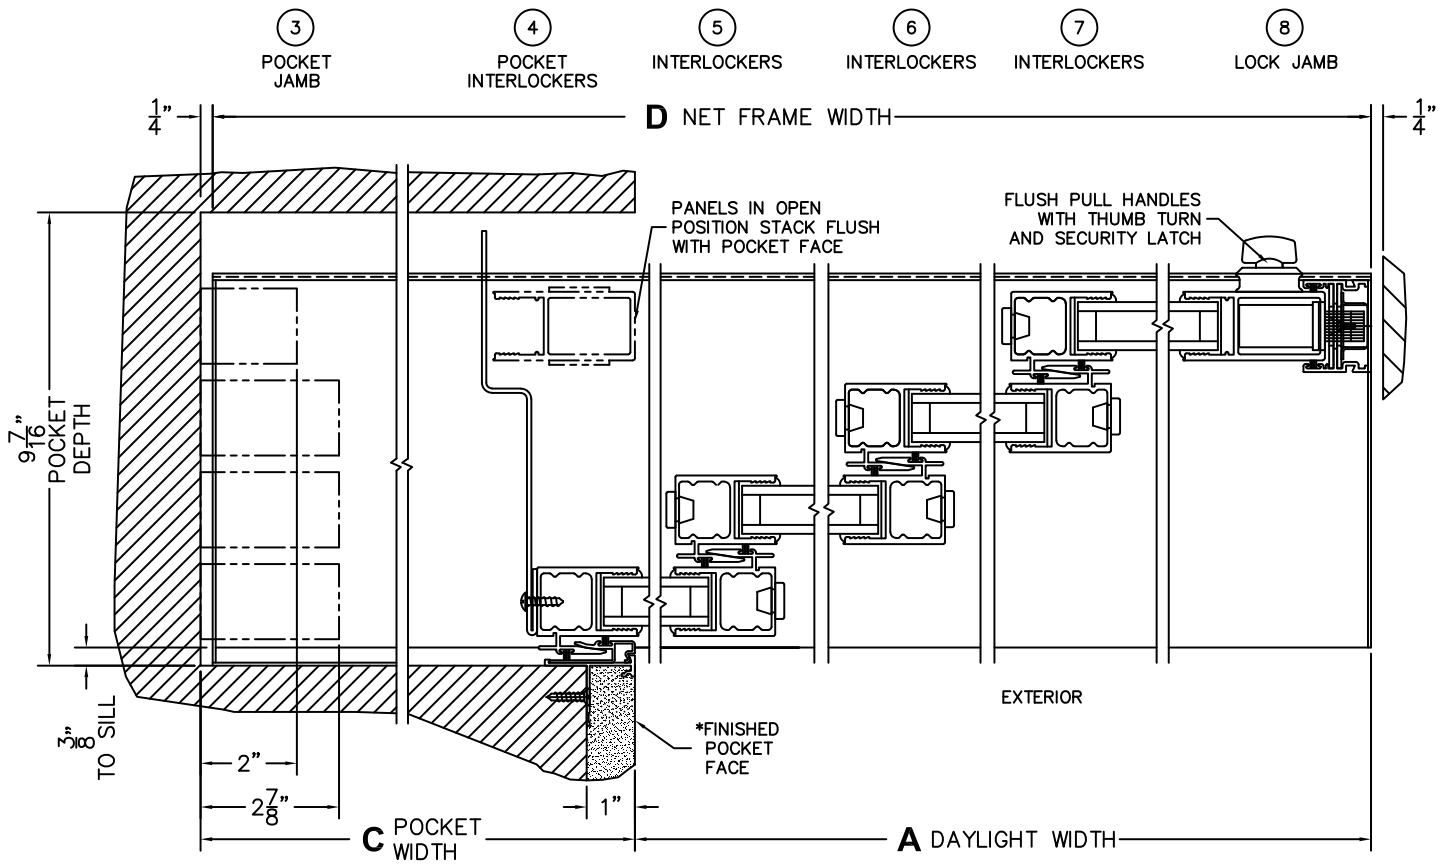 3
POCKET
JAMB
4
POCKET
INTERLOCKERS
5
INTERLOCKERS
6
INTERLOCKERS
7
INTERLOCKERS
8
LOCK JAMB
1/4"
D NET FRAME WIDTH
1/4"
PANELS IN OPEN
POSITION STACK FLUSH
WITH POCKET FACE
FLUSH PULL HANDLES
WITH THUMB TURN
AND SECURITY LATCH
9 7/16"
POCKET
DEPTH
3/8"
TO SILL
EXTERIOR
*FINISHED
POCKET
FACE
2"
2 7/8"
1"
C POCKET
WIDTH
A DAYLIGHT WIDTH